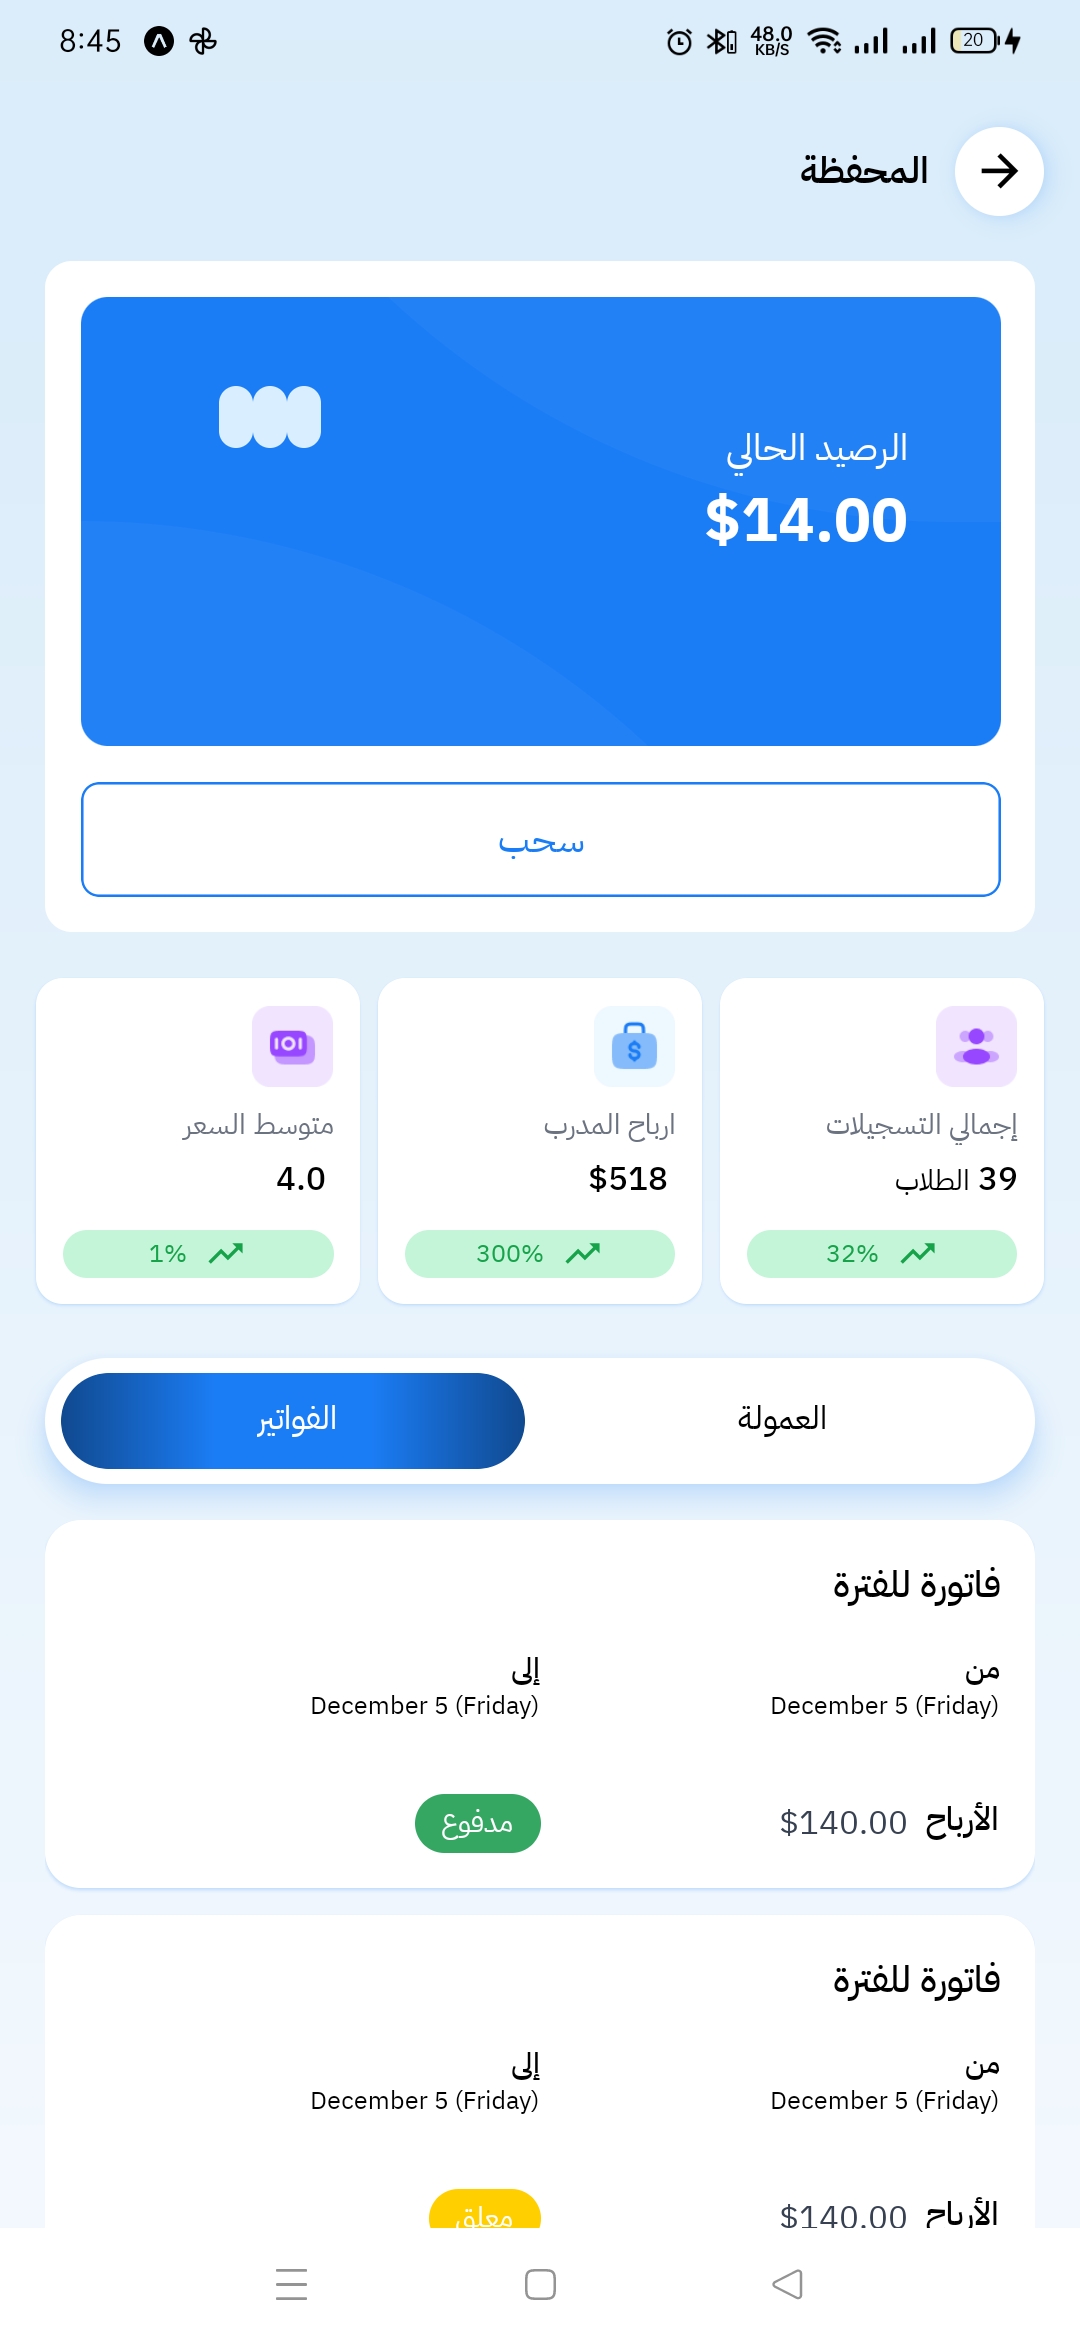 8:45
48.0
KB/S
20
المحفظة
الرصيد الحالي
$14.00
سحب
إجمالي التسجيلات
39 الطلاب
32%
ارباح المدرب
$518
300%
متوسط السعر
4.0
1%
العمولة
الفواتير
فاتورة للفترة
من
December 5 (Friday)
إلى
December 5 (Friday)
الأرباح $140.00
مدفوع
فاتورة للفترة
من
December 5 (Friday)
إلى
December 5 (Friday)
الأرباح $140.00
معلق